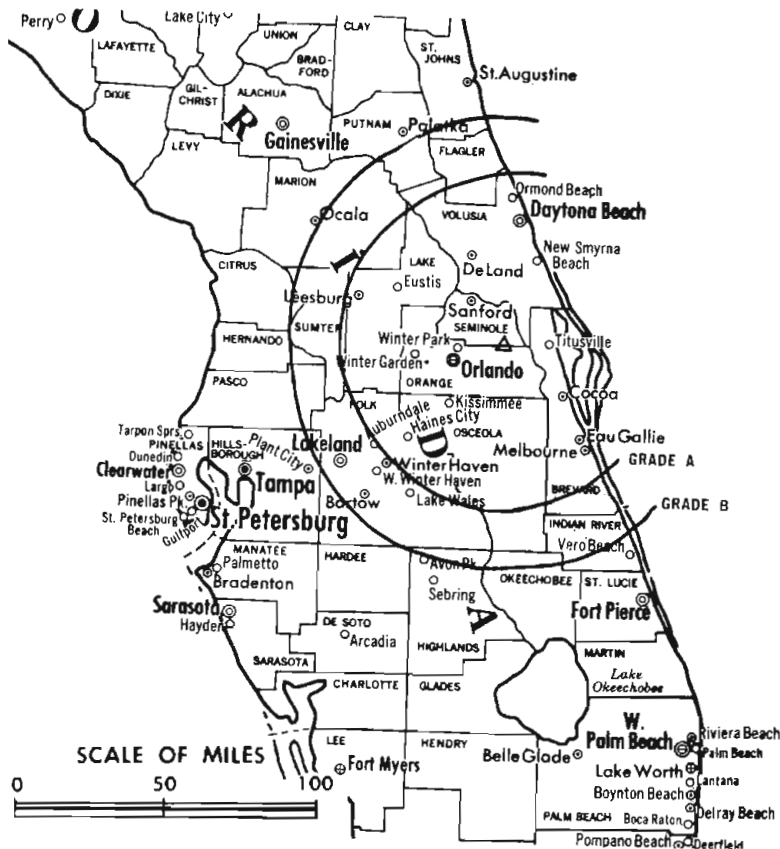 Perry
O
Lake City
CLAY
UNION
LAFAYETTE
BRAD-
FORD
ST.
JOHNS
St. Augustine
DIXIE
GIL-
CHRIST
ALACHUA
R
Gainesville
PUTNAM
Palatka
LEVY
FLAGLER
MARION
Ormond Beach
Ocala
VOLUSIA
Daytona Beach
CITRUS
I
LAKE
DeLand
New Smyrna
Beach
Eustis
Leesburg
Sanford
SUMTER
SEMINOLE
HERNANDO
Winter Park
Titusville
Winter Garden
Orlando
PASCO
ORANGE
POLK
Kissimmee
Cocoa
Auburndale
Haines City
D
OSCEOLA
Tarpon Sprs.
PINELLAS
HILLS-
BOROUGH
Plant City
Lakeland
Eau Gallie
Melbourne
Dunedin
Clearwater
Tampa
Winter Haven
W. Winter Haven
GRADE A
Largo
Pinellas Pk
Bartow
Lake Wales
BREVARD
GRADE B
St. Petersburg
St. Petersburg
Beach
Gulfport
INDIAN RIVER
Vero Beach
MANATEE
HARDEE
Avon Pk.
Palmetto
Bradenton
OKEECHOBEE
ST. LUCIE
Sebring
Sarasota
A
Fort Pierce
Hayden
DE SOTO
Arcadia
HIGHLANDS
MARTIN
SARASOTA
Lake
Okeechobee
CHARLOTTE
GLADES
W.
Palm Beach
Riviera Beach
Palm Beach
SCALE OF MILES
LEE
HENDRY
Belle Glade
Fort Myers
Lake Worth
0 50 100
Lantana
Boynton Beach
Delray Beach
PALM BEACH
Boca Raton
Pompano Beach
Deerfield